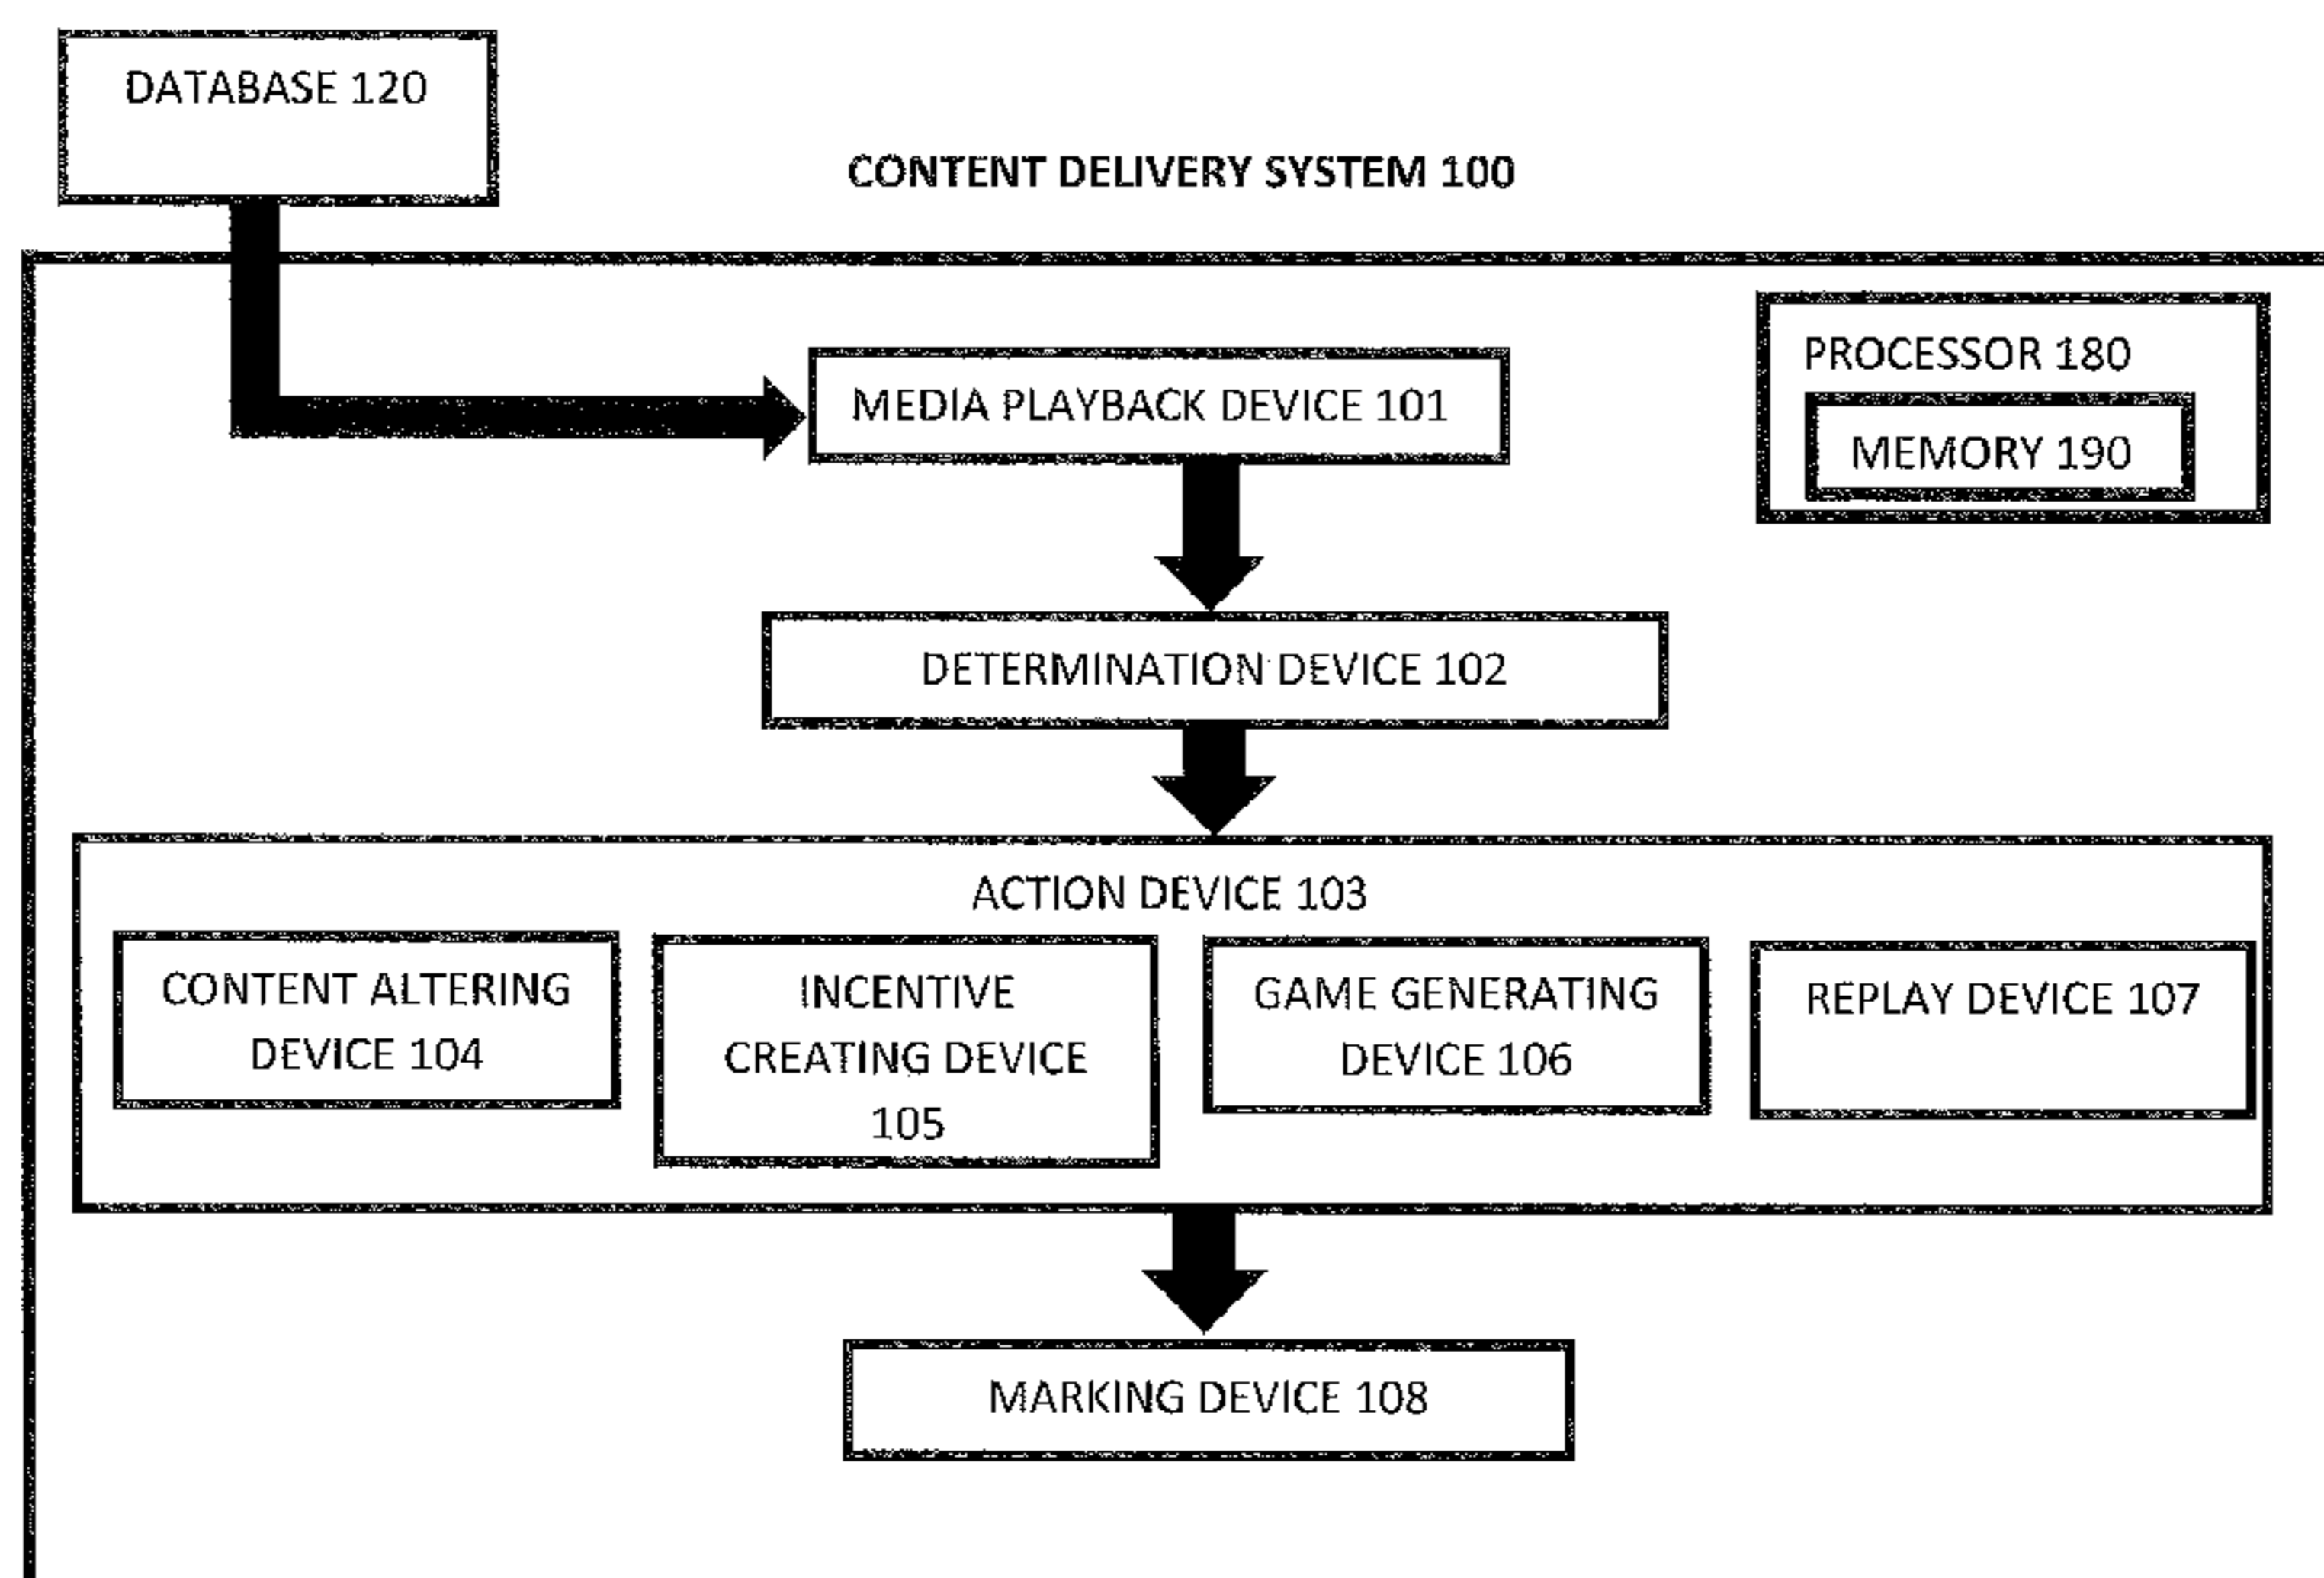 DATABASE 120
CONTENT DELIVERY SYSTEM 100
PROCESSOR 180
MEDIA PLAYBACK DEVICE 101
MEMORY 190
DETERMINATION DEVICE 102
ACTION DEVICE 103
CONTENT ALTERING
DEVICE 104
INCENTIVE
CREATING DEVICE
105
GAME GENERATING
DEVICE 106
REPLAY DEVICE 107
MARKING DEVICE 108